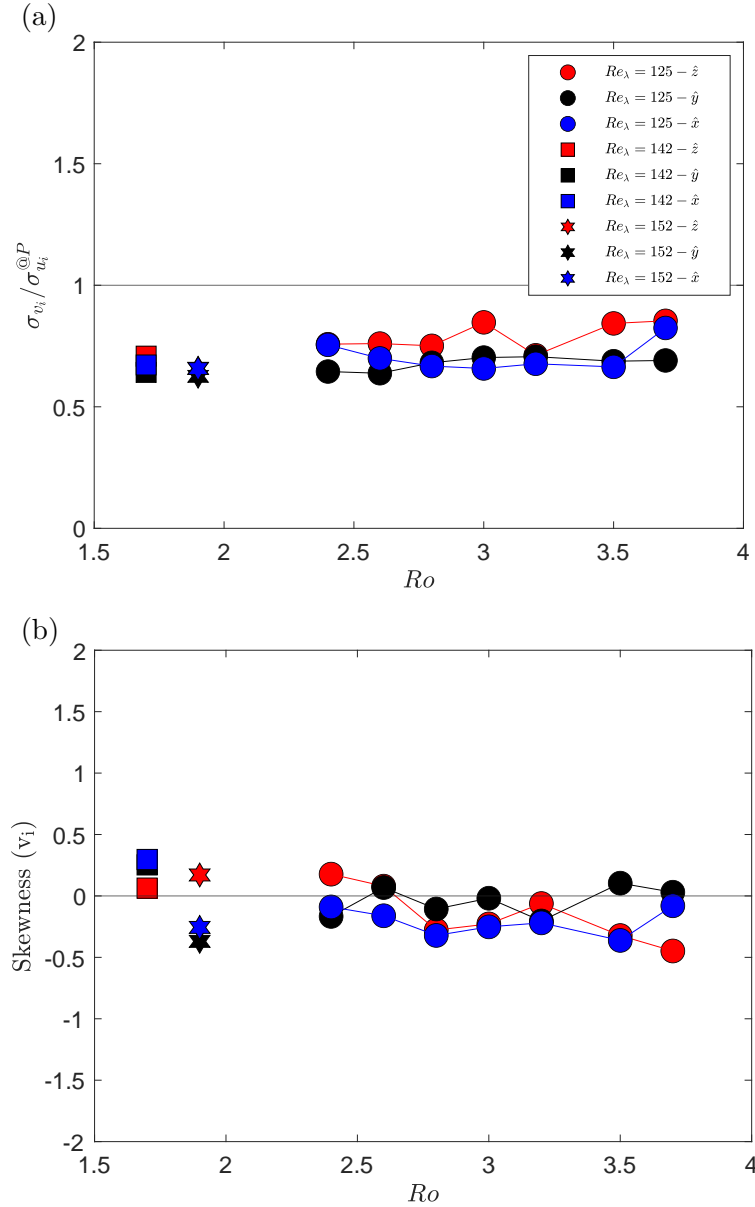 (a)
2
1.5
1
0.5
0
σ_{v_i}/σ_{u_i}^{@P}
Re_λ = 125 − ẑ
Re_λ = 125 − ŷ
Re_λ = 125 − x̂
Re_λ = 142 − ẑ
Re_λ = 142 − ŷ
Re_λ = 142 − x̂
Re_λ = 152 − ẑ
Re_λ = 152 − ŷ
Re_λ = 152 − x̂
1.5 2 2.5 3 3.5 4
Ro
(b)
2
1.5
1
0.5
0
-0.5
-1
-1.5
-2
Skewness (v_i)
1.5 2 2.5 3 3.5 4
Ro